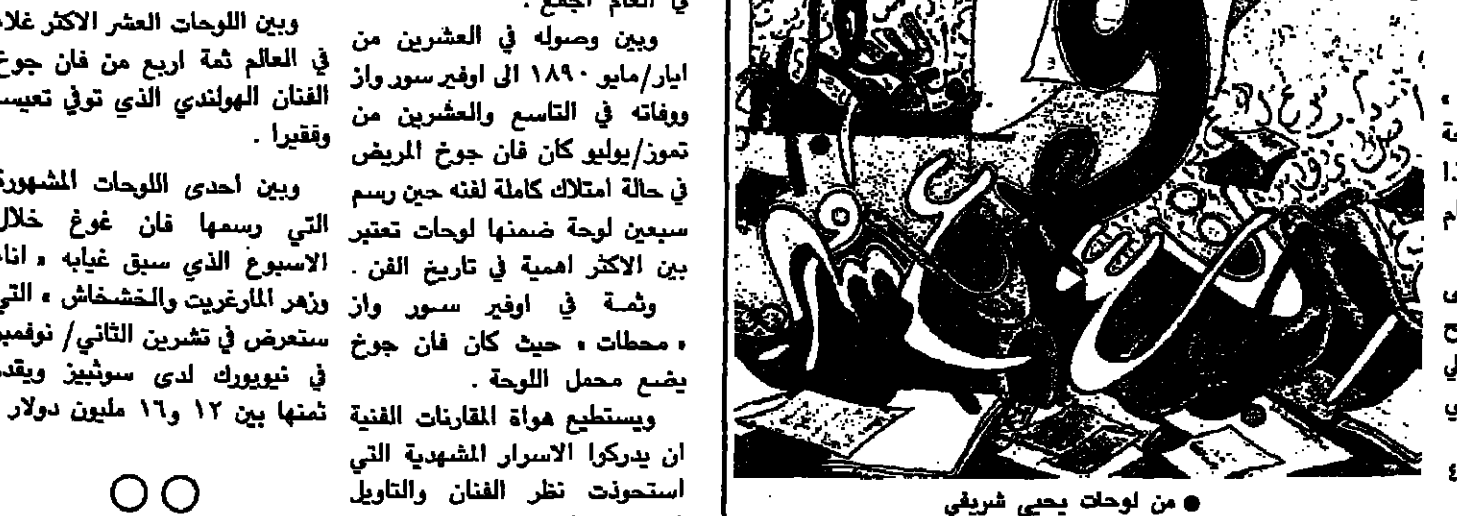 في العالم اجمع .
وبين وصوله في العشرين من
ايار/مايو ١٨٩٠ الى اوفير سور واز
ووفاته في التاسع والعشرين من
تموز/يوليو كان فان جوخ المريض
في حالة امتلاك كاملة لفنه حين رسم
سبعين لوحة ضمنها لوحات تعتبر
بين الاكثر اهمية في تاريخ الفن .
وثمة في اوفير سور واز
« محطات » حيث كان فان جوخ
يضع محمل اللوحة .
ويستطيع هواة المقارنات الفنية
ان يدركوا الاسرار المشهدية التي
استحوذت نظر الفنان والتاويل
وبين اللوحات العشر الاكثر غلاء
في العالم ثمة اربع من فان جوخ
الفنان الهولندي الذي توفي تعيسا
وفقيرا .
وبين احدى اللوحات المشهورة
التي رسمها فان غوغ خلال
الاسبوع الذي سبق غيابه « اناء
وزهر المارغريت والخشخاش » التي
ستعرض في تشرين الثاني/ نوفمبر
في نيويورك لدى سوثبيز ويقدر
ثمنها بين ١٢ و١٦ مليون دولار
● من لوحات يحيى شريفي